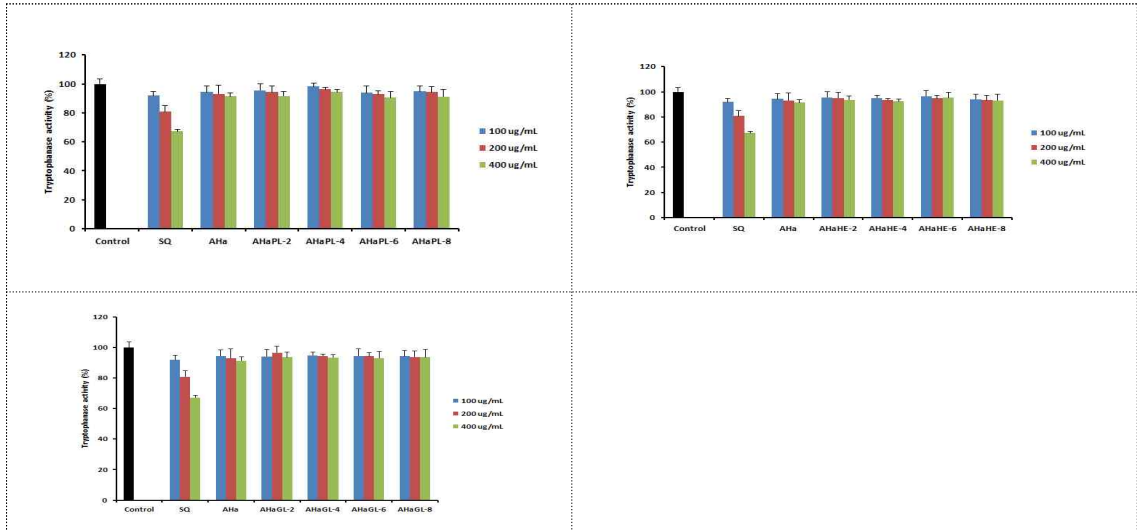 120
100
80
60
40
20
0
Tryptophanase activity (%)
Control SQ AHa AHaPL-2 AHaPL-4 AHaPL-6 AHaPL-8
100 ug/mL
200 ug/mL
400 ug/mL
120
100
80
60
40
20
0
Tryptophanase activity (%)
Control SQ AHa AHaHE-2 AHaHE-4 AHaHE-6 AHaHE-8
100 ug/mL
200 ug/mL
400 ug/mL
120
100
80
60
40
20
0
Tryptophanase activity (%)
Control SQ AHa AHaGL-2 AHaGL-4 AHaGL-6 AHaGL-8
100 ug/mL
200 ug/mL
400 ug/mL